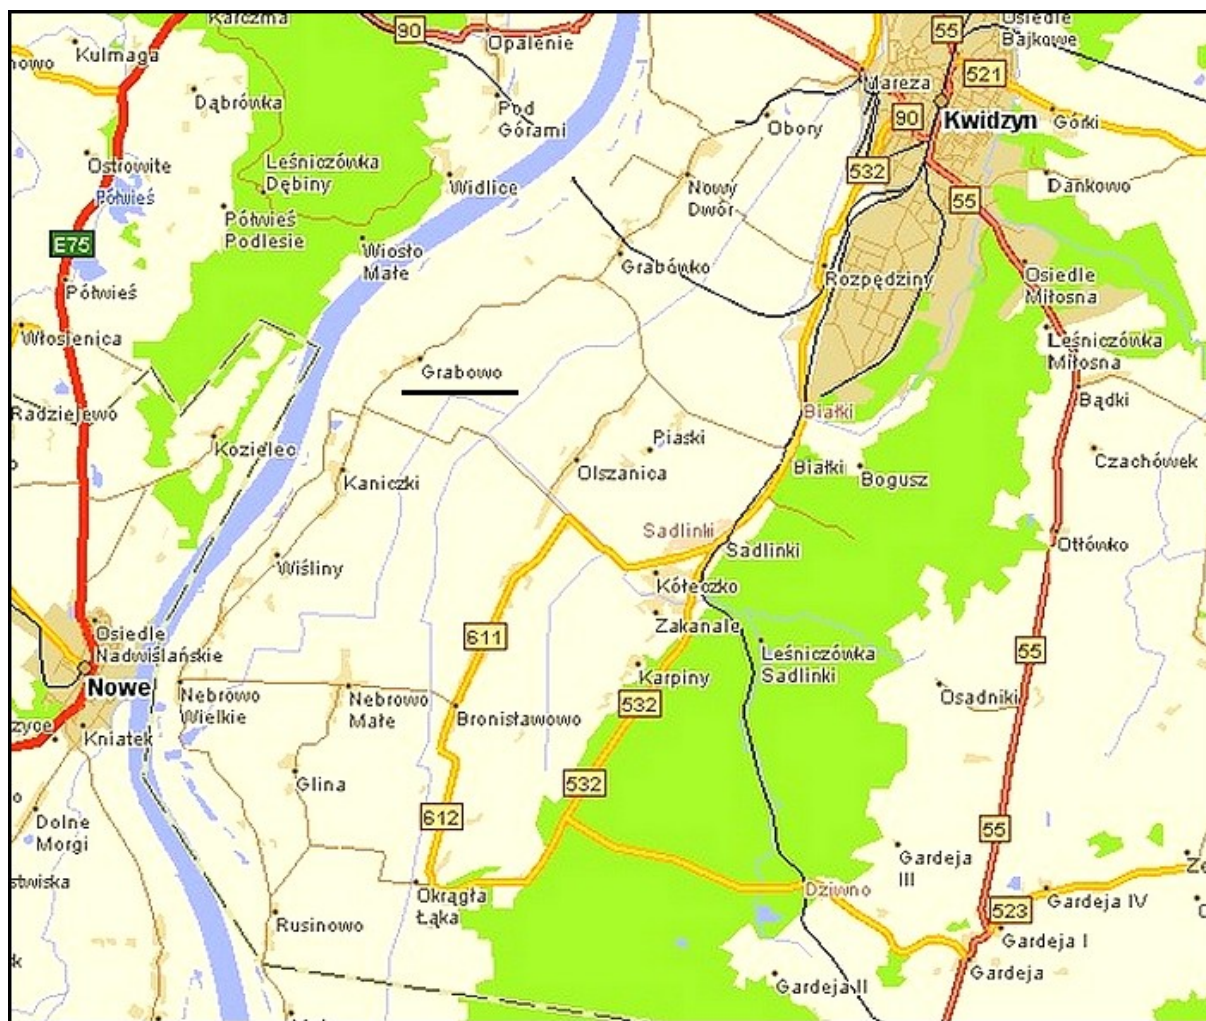 Karczma
90
Opalenie
55
Osiedle
Bajkowe
Kulmaga
Mareza
521
Dąbrówka
Pod
Górami
Obory
90
Kwidzyn
Górki
Ostrowite
Leśniczówka
Dębiny
532
Półwieś
Widlice
Nowy
Dwór
55
Dankowo
Półwieś
Podlesie
E75
Wiosło
Małe
Grabówko
Rozpędziny
Osiedle
Miłosna
Półwieś
Włosienica
Leśniczówka
Miłosna
Grabowo
Bądki
Radziejewo
Białki
Kozielec
Piaski
Olszanica
Białki
Bogusz
Czachówek
Kaniczki
Sadlinki
Sadlinki
Otłówko
Wiśliny
Kółeczko
Zakanale
Osiedle
Nadwiślańskie
611
Leśniczówka
Sadlinki
55
Nowe
Karpiny
Nebrowo
Wielkie
Nebrowo
Małe
532
Osadniki
Bronisławowo
Kniatek
Glina
532
612
Dolne
Morgi
55
Gardeja
III
Okrągła
Łąka
Dziwno
Gardeja IV
Rusinowo
523
Gardeja I
Gardeja
Gardeja II